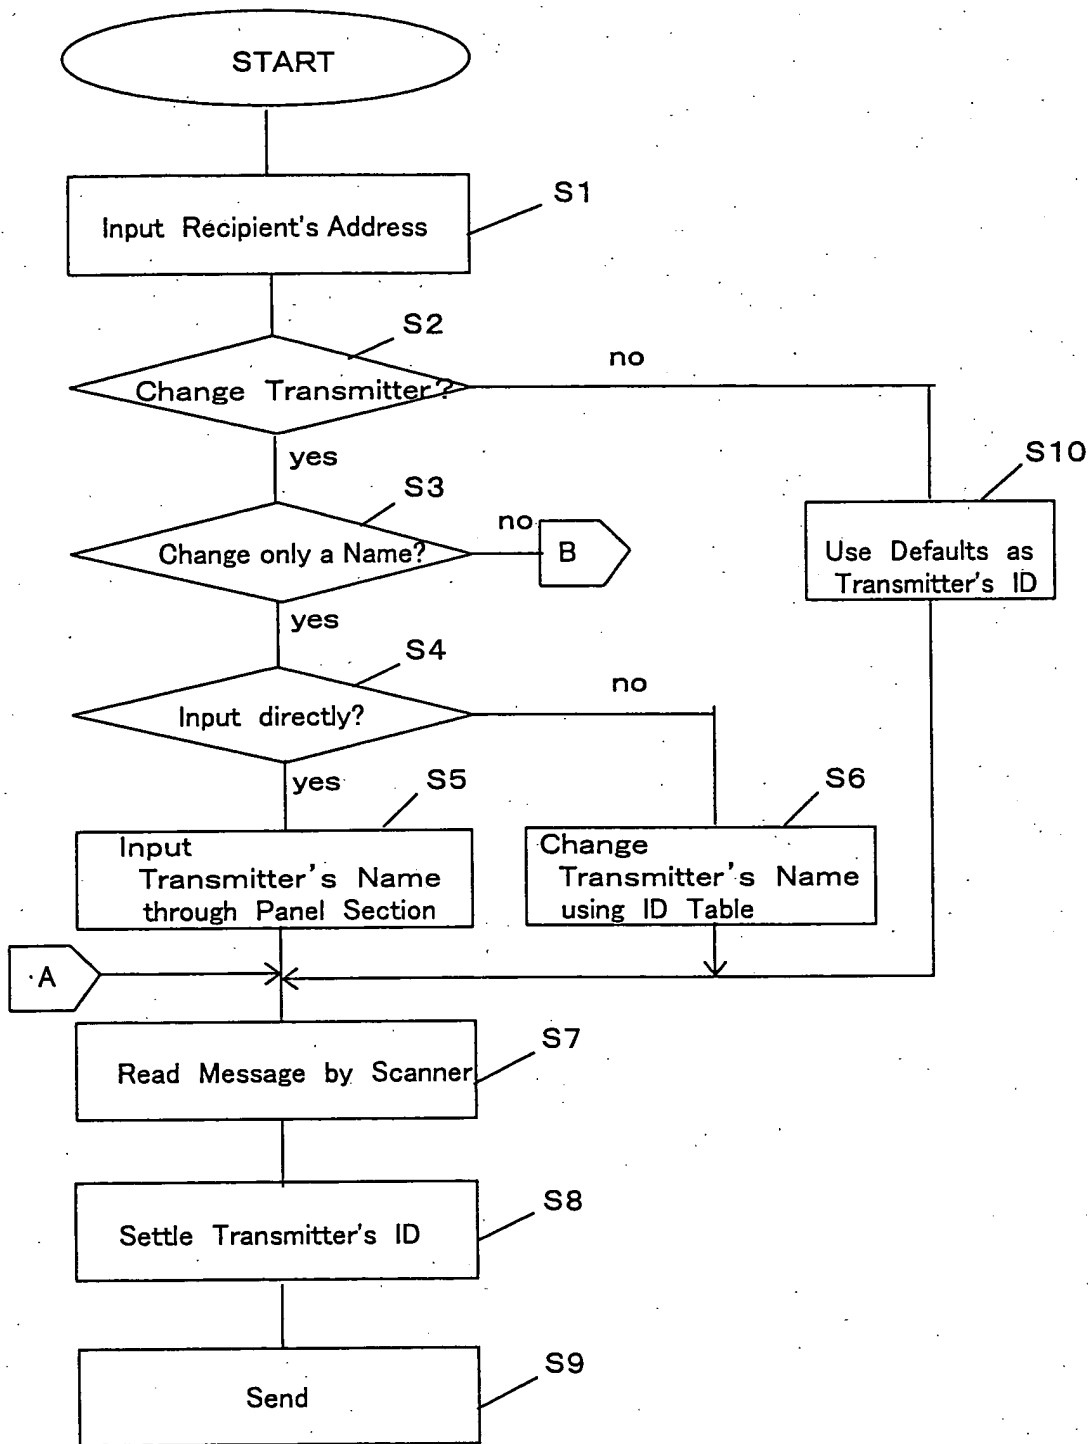 START
S1
Input Recipient's Address
S2
Change Transmitter?
no
yes
S10
S3
Change only a Name?
no
B
Use Defaults as
Transmitter's ID
yes
S4
Input directly?
no
yes
S5
S6
Input
Transmitter's Name
through Panel Section
Change
Transmitter's Name
using ID Table
A
S7
Read Message by Scanner
S8
Settle Transmitter's ID
S9
Send